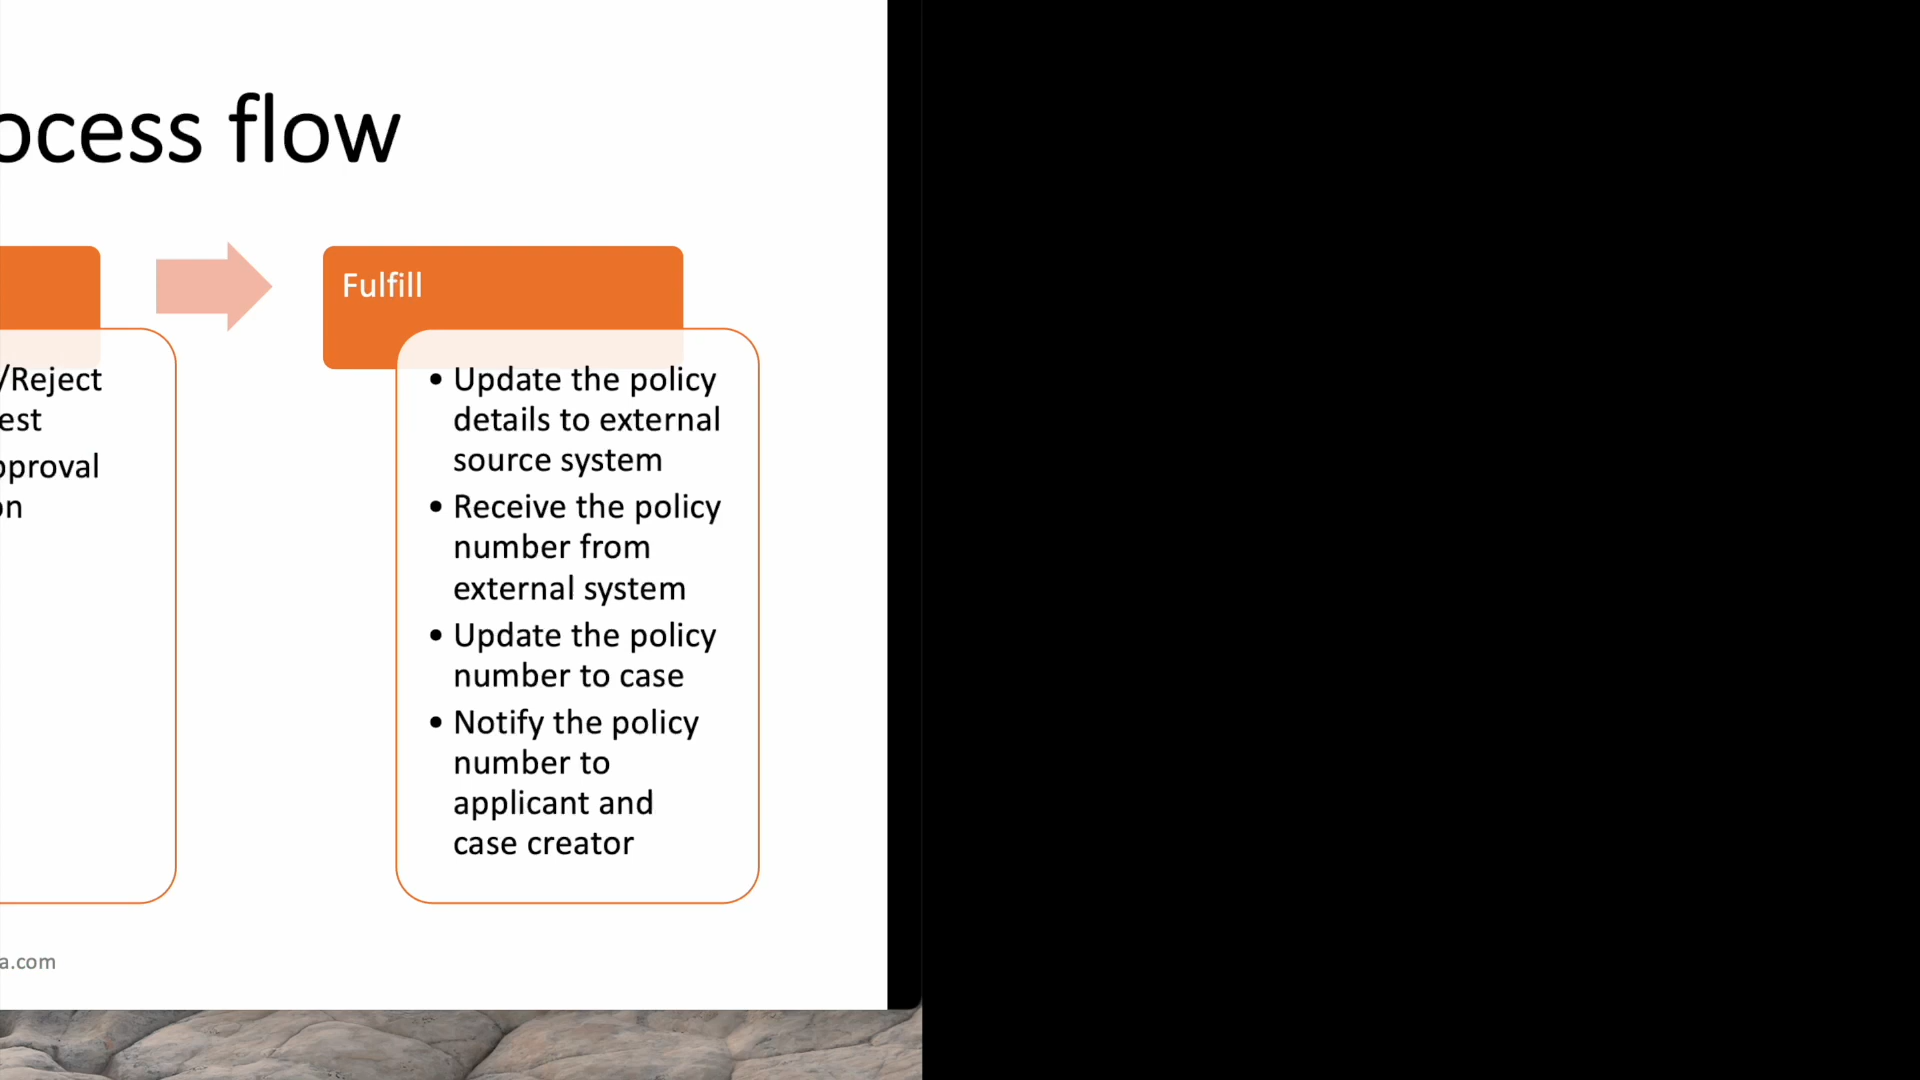 ocess flow
Fulfill
/Reject
est
pproval
on
• Update the policy
details to external
source system
• Receive the policy
number from
external system
• Update the policy
number to case
• Notify the policy
number to
applicant and
case creator
a.com